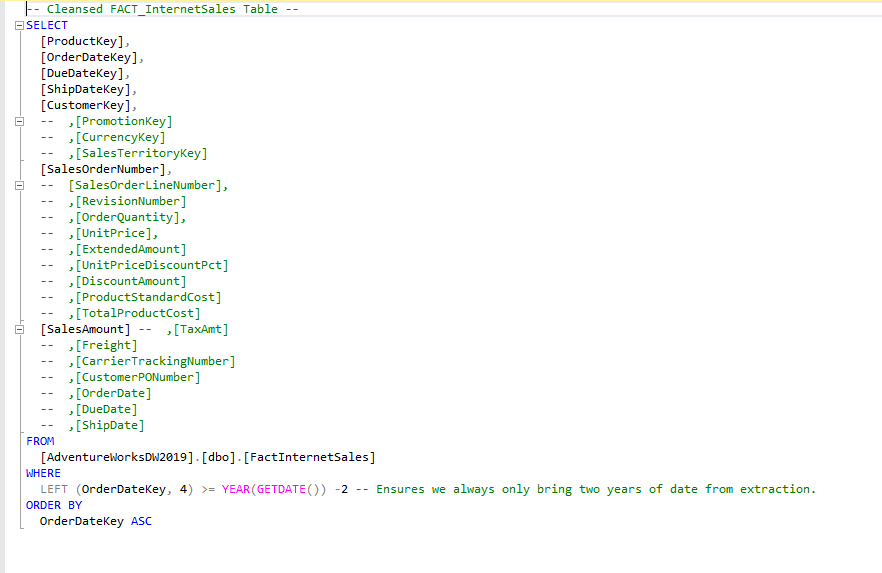 -- Cleansed FACT_InternetSales Table --
SELECT
[ProductKey],
[OrderDateKey],
[DueDateKey],
[ShipDateKey],
[CustomerKey],
-- ,[PromotionKey]
-- ,[CurrencyKey]
-- ,[SalesTerritoryKey]
[SalesOrderNumber],
-- [SalesOrderLineNumber],
-- ,[RevisionNumber]
-- ,[OrderQuantity],
-- ,[UnitPrice],
-- ,[ExtendedAmount]
-- ,[UnitPriceDiscountPct]
-- ,[DiscountAmount]
-- ,[ProductStandardCost]
-- ,[TotalProductCost]
[SalesAmount] -- ,[TaxAmt]
-- ,[Freight]
-- ,[CarrierTrackingNumber]
-- ,[CustomerPONumber]
-- ,[OrderDate]
-- ,[DueDate]
-- ,[ShipDate]
FROM
[AdventureWorksDW2019].[dbo].[FactInternetSales]
WHERE
LEFT (OrderDateKey, 4) >= YEAR(GETDATE()) -2 -- Ensures we always only bring two years of date from extraction.
ORDER BY
OrderDateKey ASC